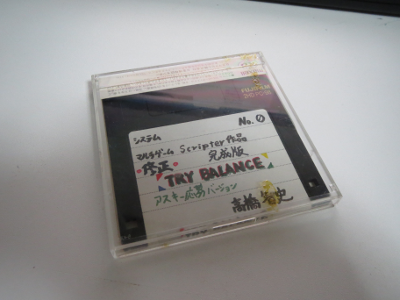 No. 0
システム
マルチゲーム Scripter 作品
完成版
修正
TRY BALANCE
アスキー応募バージョン
高橋